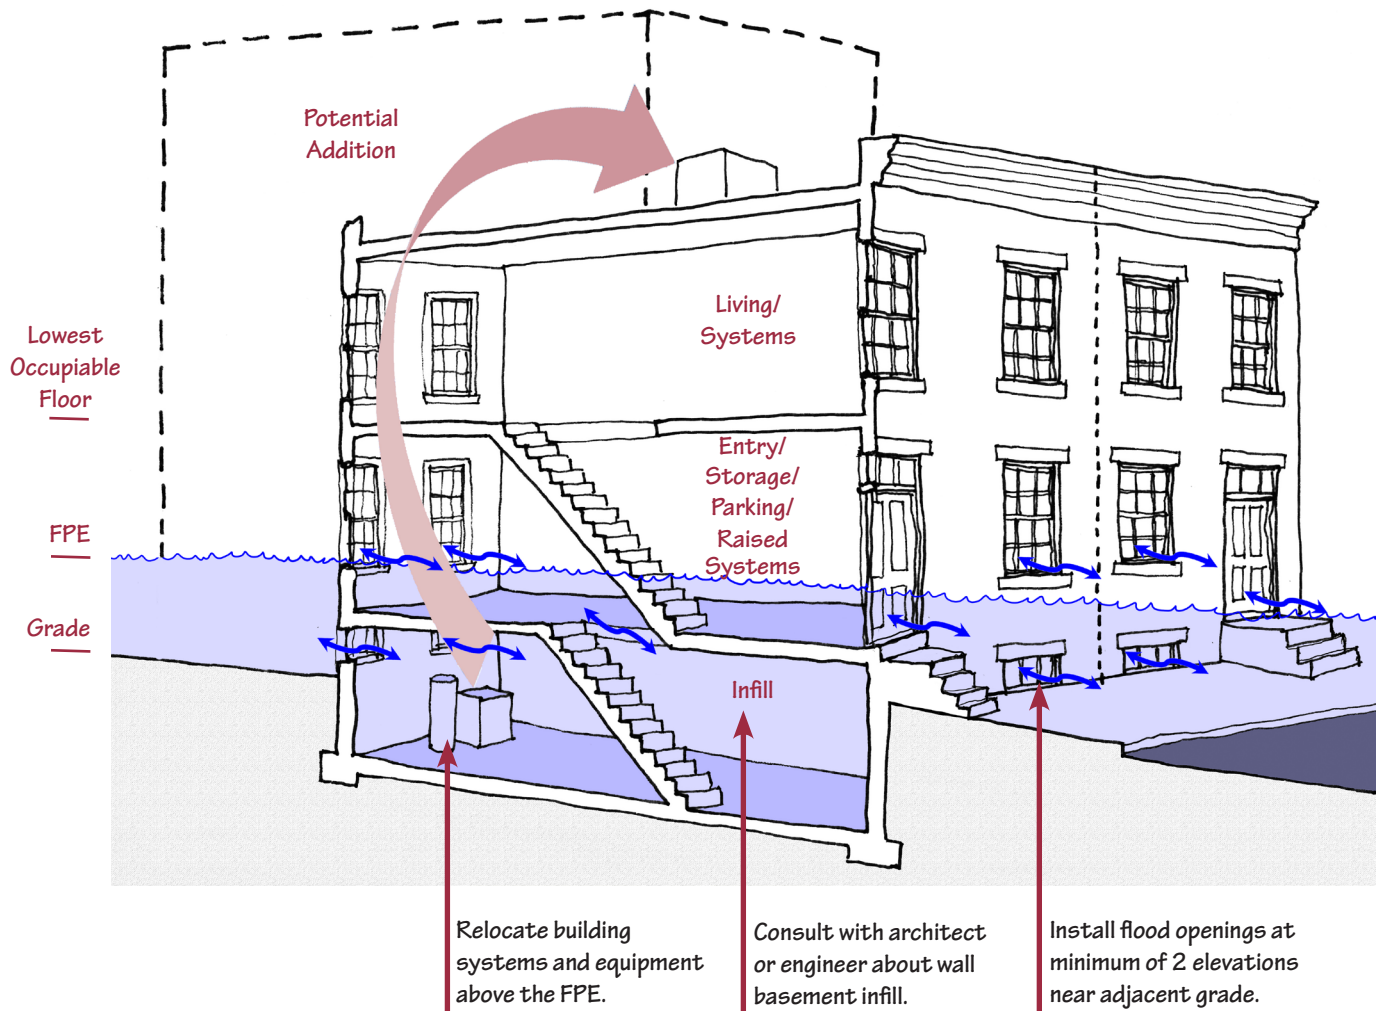 Potential
Addition
Living/
Systems
Lowest
Occupiable
Floor
Entry/
Storage/
Parking/
Raised
Systems
FPE
Grade
Infill
Relocate building
systems and equipment
above the FPE.
Consult with architect
or engineer about wall
basement infill.
Install flood openings at
minimum of 2 elevations
near adjacent grade.